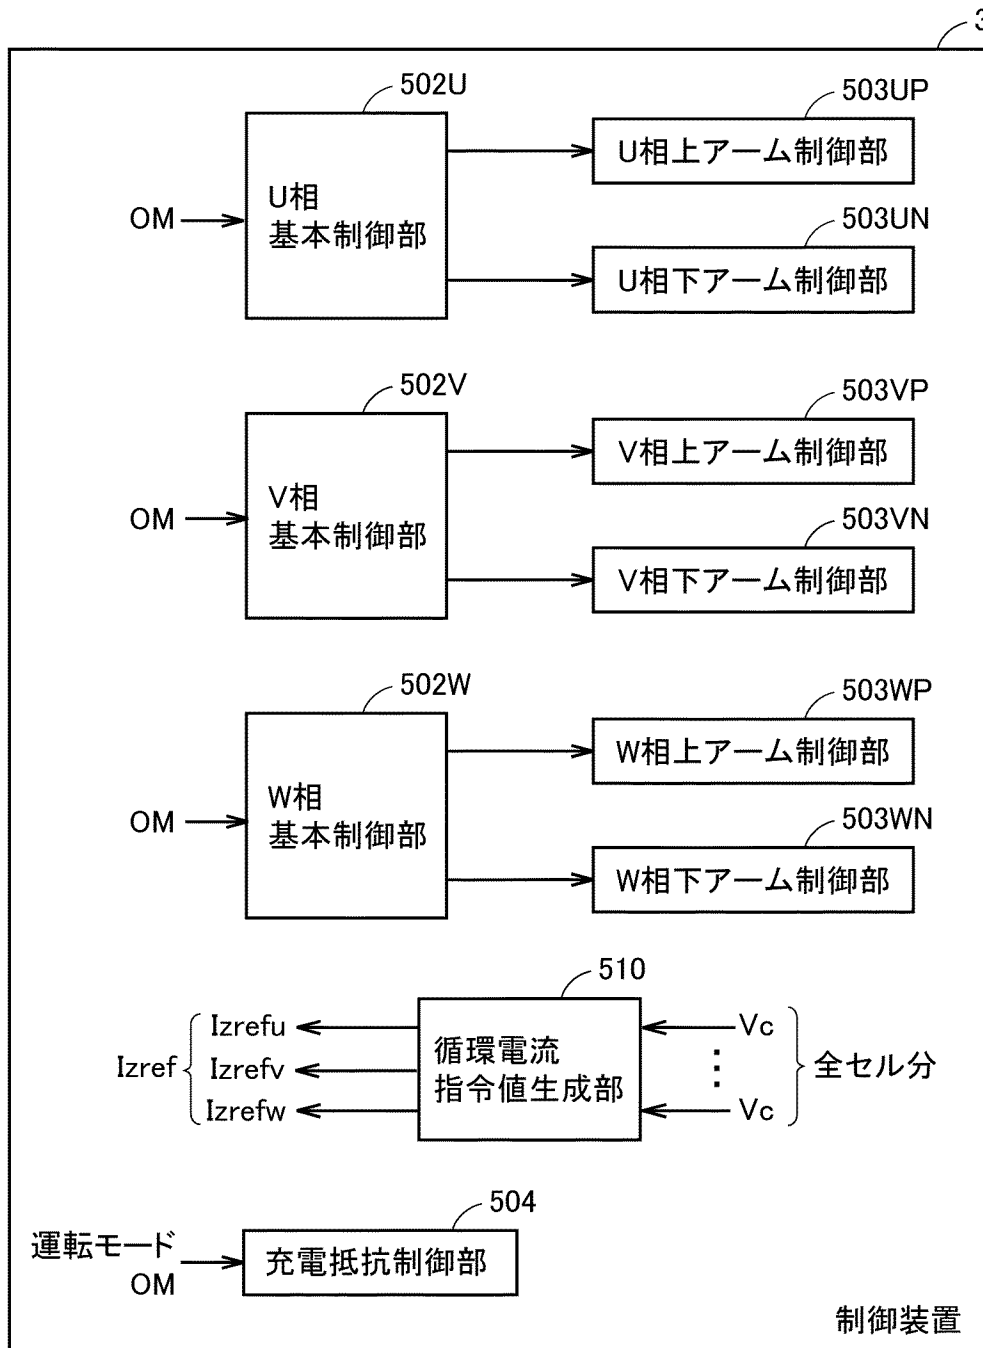 3
502U
503UP
U相上アーム制御部
U相
基本制御部
OM
503UN
U相下アーム制御部
502V
503VP
V相上アーム制御部
V相
基本制御部
OM
503VN
V相下アーム制御部
502W
503WP
W相上アーム制御部
W相
基本制御部
OM
503WN
W相下アーム制御部
510
Izref
Izrefu
Izrefv
Izrefw
循環電流
指令値生成部
Vc
⋮
Vc
全セル分
504
運転モード
OM
充電抵抗制御部
制御装置